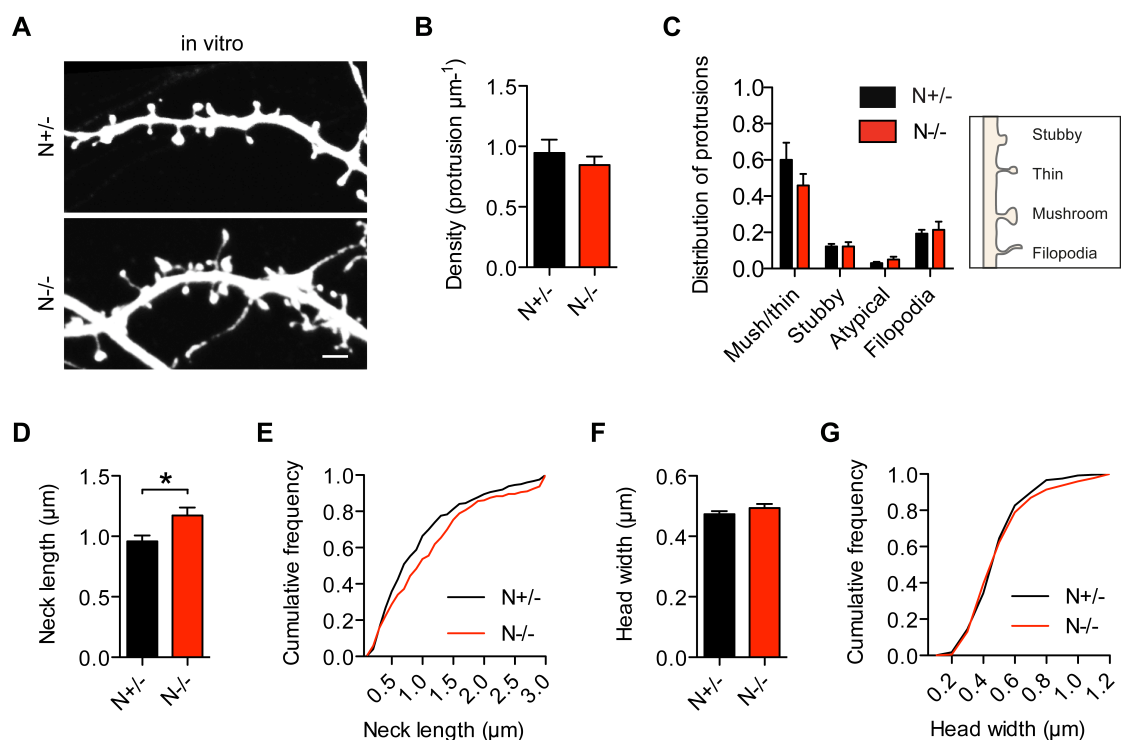 A
in vitro
N+/-
N-/-
B
Density (protrusion µm-1)
1.5
1.0
0.5
0.0
N+/-
N-/-
C
Distribution of protrusions
1.0
0.8
0.6
0.4
0.2
0.0
Mush/thin
Stubby
Atypical
Filopodia
N+/-
N-/-
Stubby
Thin
Mushroom
Filopodia
D
Neck length (µm)
1.5
1.0
0.5
0.0
*
N+/-
N-/-
E
Cumulative frequency
1.0
0.8
0.6
0.4
0.2
0.0
N+/-
N-/-
0.5
1.0
1.5
2.0
2.5
3.0
Neck length (µm)
F
Head width (µm)
0.6
0.4
0.2
0.0
N+/-
N-/-
G
Cumulative frequency
1.0
0.8
0.6
0.4
0.2
0.0
N+/-
N-/-
0.2
0.4
0.6
0.8
1.0
1.2
Head width (µm)